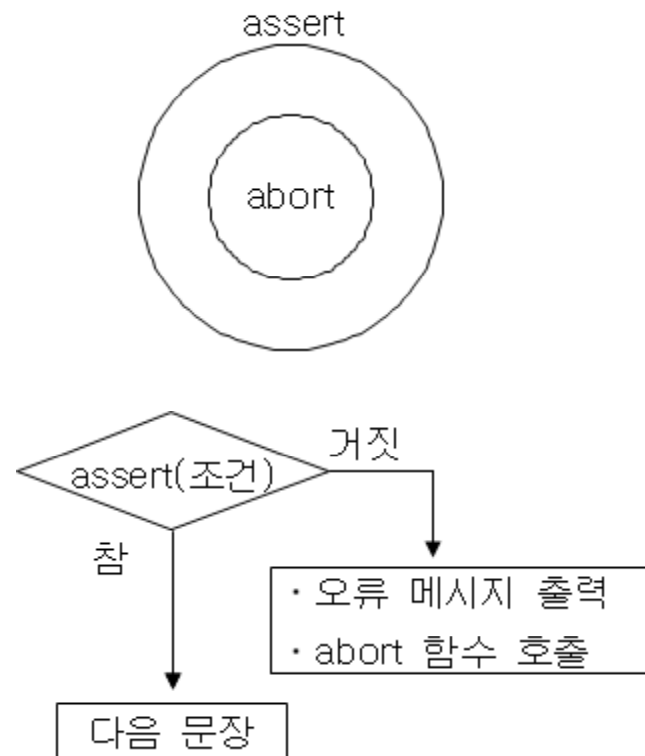 assert
abort
거짓
assert(조건)
참
· 오류 메시지 출력
· abort 함수 호출
다음 문장